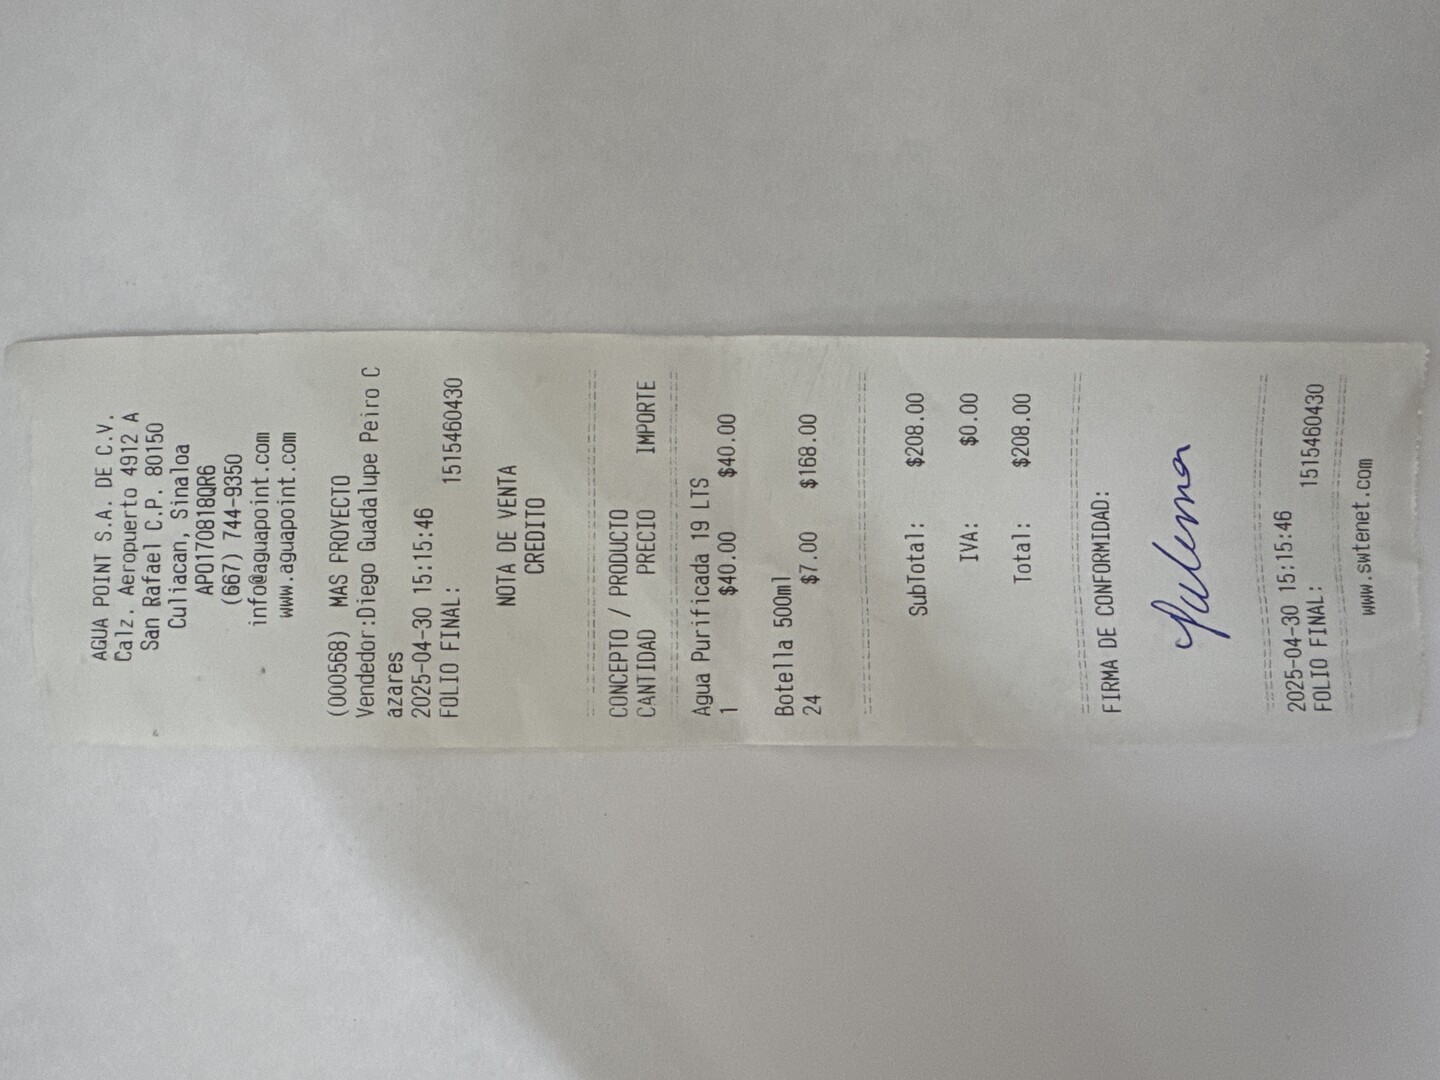 AGUA POINT S.A. DE C.V.
Calz. Aeropuerto 4912 A
San Rafael C.P. 80150
Culiacan, Sinaloa
APO170818QR6
(667) 744-9350
info@aguapoint.com
www.aguapoint.com
(000568) MAS PROYECTO
Vendedor:Diego Guadalupe Peiro C
azares
2025-04-30 15:15:46
FOLIO FINAL: 1515460430
NOTA DE VENTA
CREDITO
CONCEPTO / PRODUCTO
CANTIDAD PRECIO IMPORTE
Agua Purificada 19 LTS
1 $40.00 $40.00
Botella 500ml
24 $7.00 $168.00
SubTotal: $208.00
IVA: $0.00
Total: $208.00
FIRMA DE CONFORMIDAD:
2025-04-30 15:15:46
FOLIO FINAL: 1515460430
www.swtenet.com